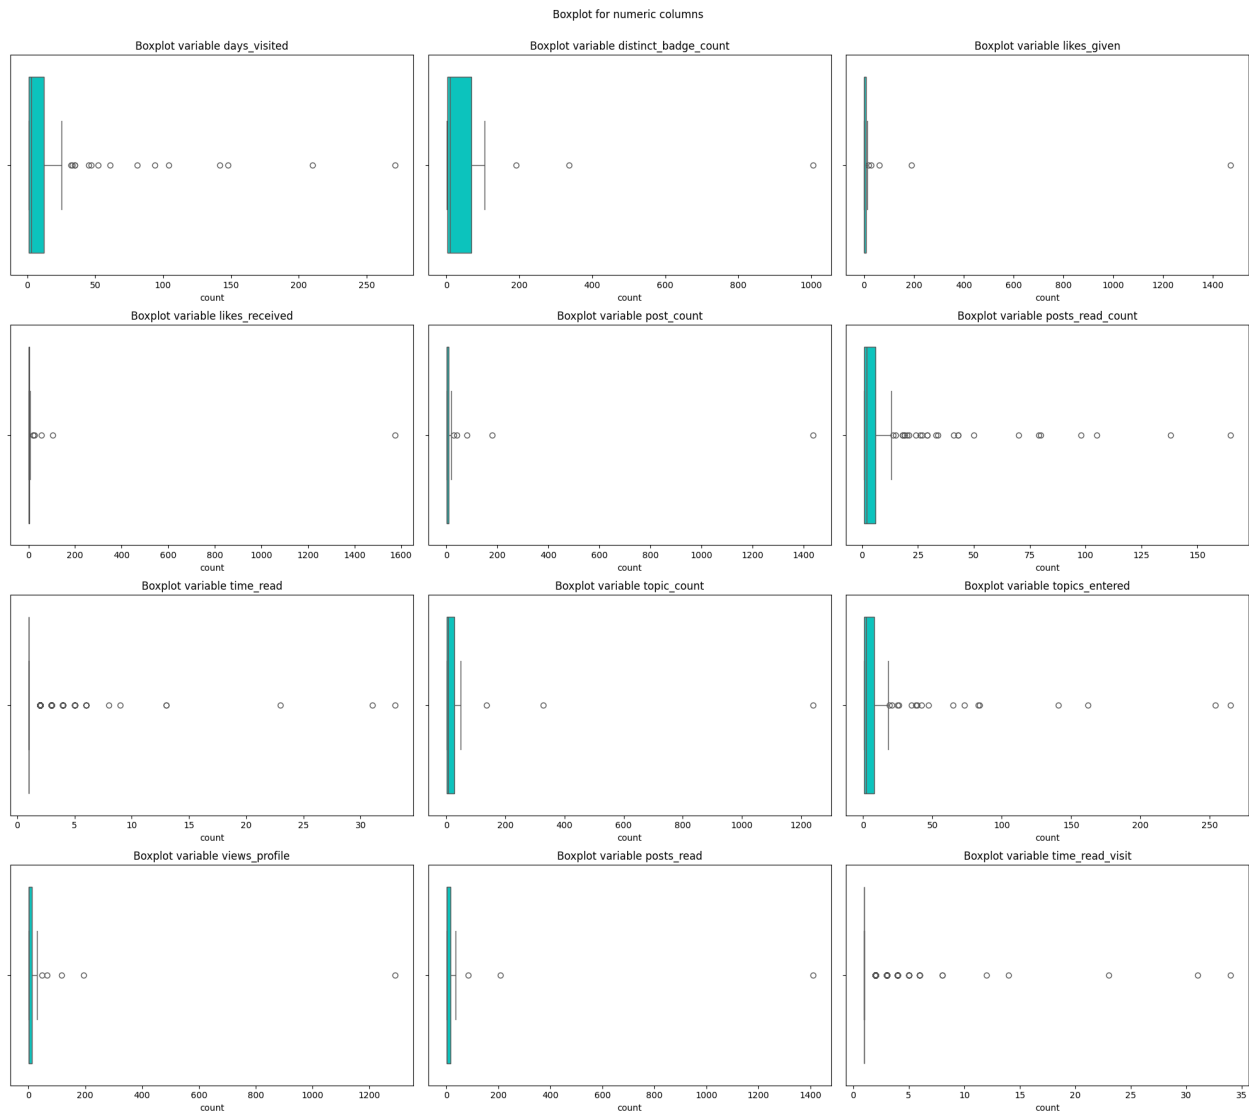 Boxplot for numeric columns
Boxplot variable days_visited
0 50 100 150 200 250
count
Boxplot variable distinct_badge_count
0 200 400 600 800 1000
count
Boxplot variable likes_given
0 200 400 600 800 1000 1200 1400
count
Boxplot variable likes_received
0 200 400 600 800 1000 1200 1400 1600
count
Boxplot variable post_count
0 200 400 600 800 1000 1200 1400
count
Boxplot variable posts_read_count
0 25 50 75 100 125 150
count
Boxplot variable time_read
0 5 10 15 20 25 30
count
Boxplot variable topic_count
0 200 400 600 800 1000 1200
count
Boxplot variable topics_entered
0 50 100 150 200 250
count
Boxplot variable views_profile
0 200 400 600 800 1000 1200
count
Boxplot variable posts_read
0 200 400 600 800 1000 1200 1400
count
Boxplot variable time_read_visit
0 5 10 15 20 25 30 35
count